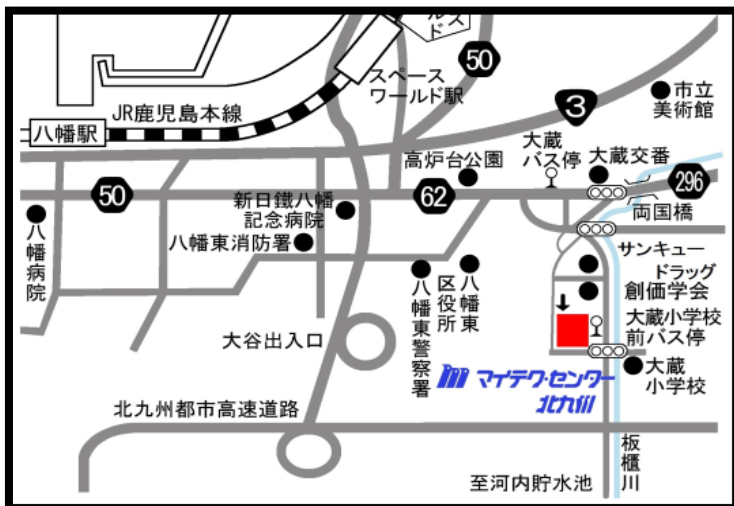 ルス
ド
50
スペース
ワールド駅
3
市立
美術館
JR鹿児島本線
八幡駅
大蔵
バス停
大蔵交番
高炉台公園
50
新日鐵八幡
記念病院
62
296
両国橋
八幡病院
八幡東消防署
サンキュー
ドラッグ
創価学会
八幡東
区役所
八幡東警察署
大蔵小学校
前バス停
大谷出入口
マイテク・センター
北九州
大蔵
小学校
北九州都市高速道路
板櫃川
至河内貯水池